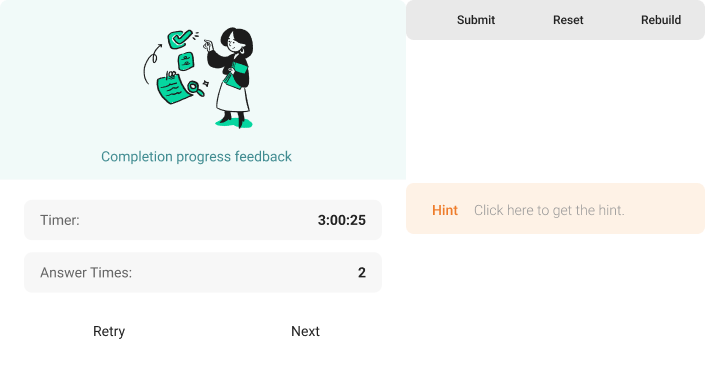 Completion progress feedback
Timer: 3:00:25
Answer Times: 2
Retry Next
Submit Reset Rebuild
Hint Click here to get the hint.